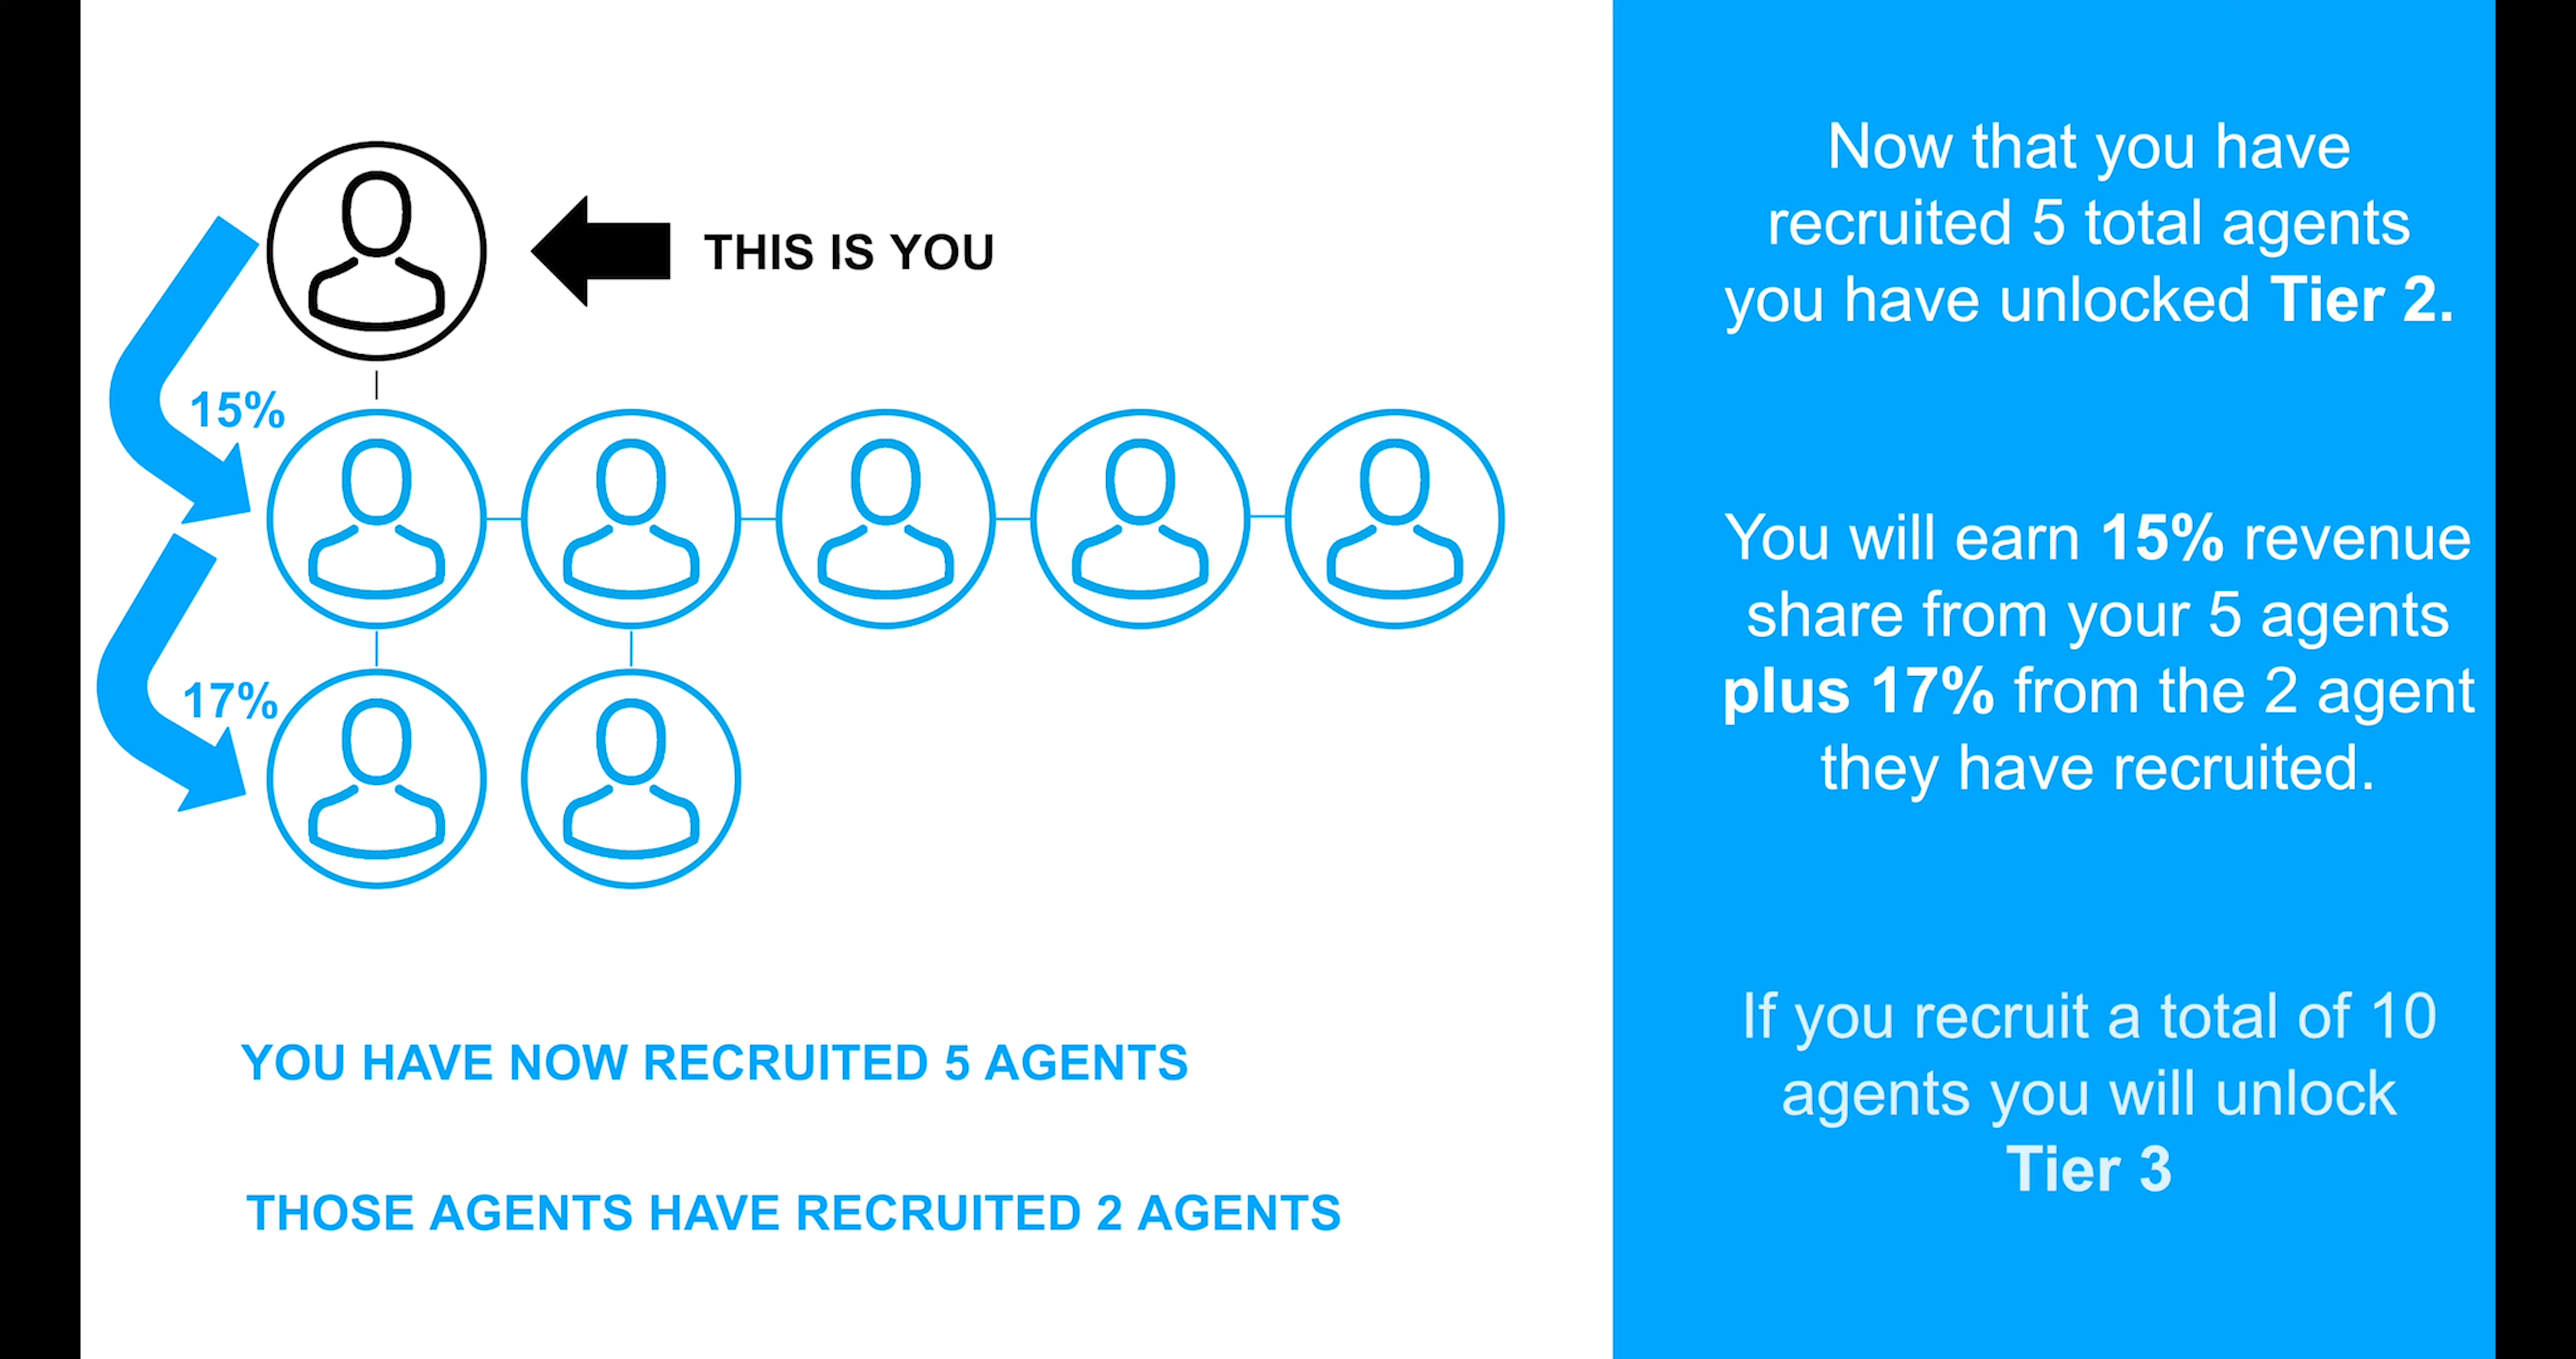 THIS IS YOU
15%
17%
YOU HAVE NOW RECRUITED 5 AGENTS
THOSE AGENTS HAVE RECRUITED 2 AGENTS
Now that you have
recruited 5 total agents
you have unlocked Tier 2.
You will earn 15% revenue
share from your 5 agents
plus 17% from the 2 agent
they have recruited.
If you recruit a total of 10
agents you will unlock
Tier 3